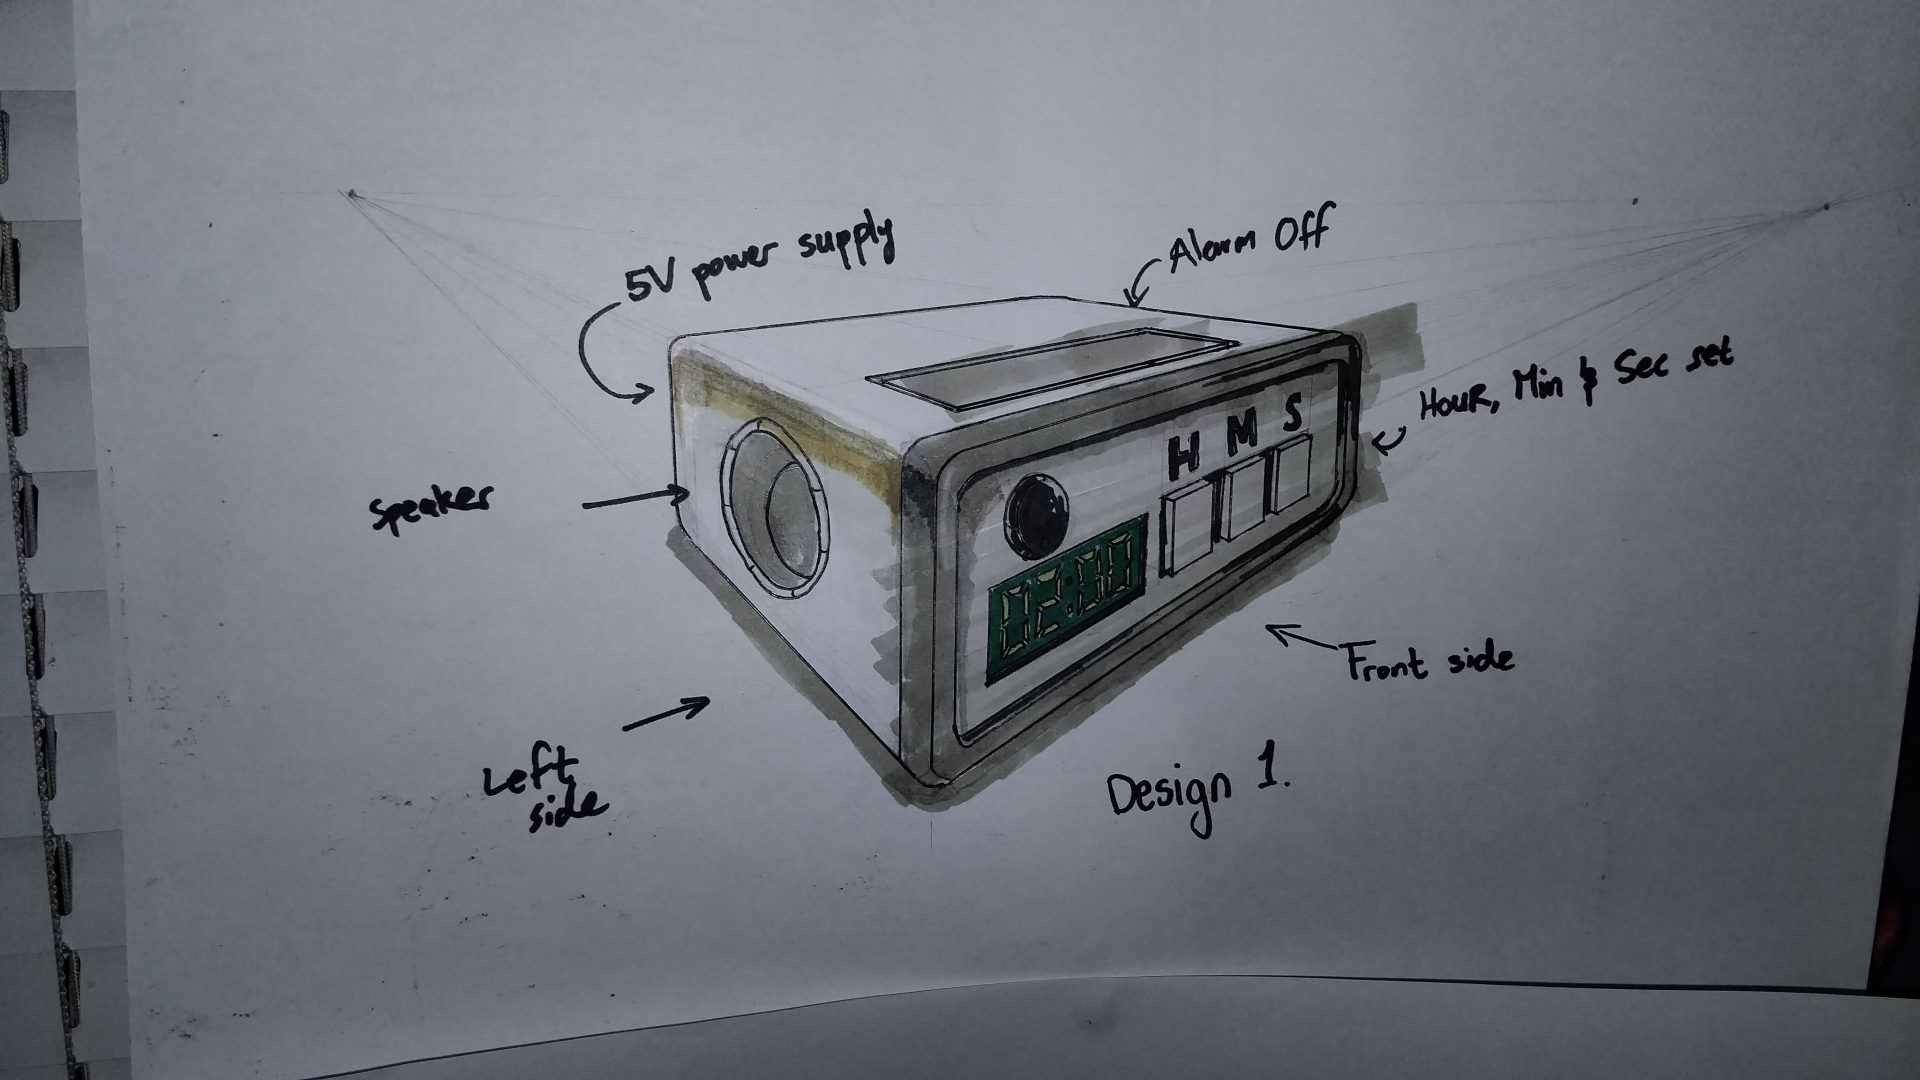 5V power supply
Alarm Off
Hour, Min & Sec set
H M S
Speaker
02:00
Front side
Left
side
Design 1.